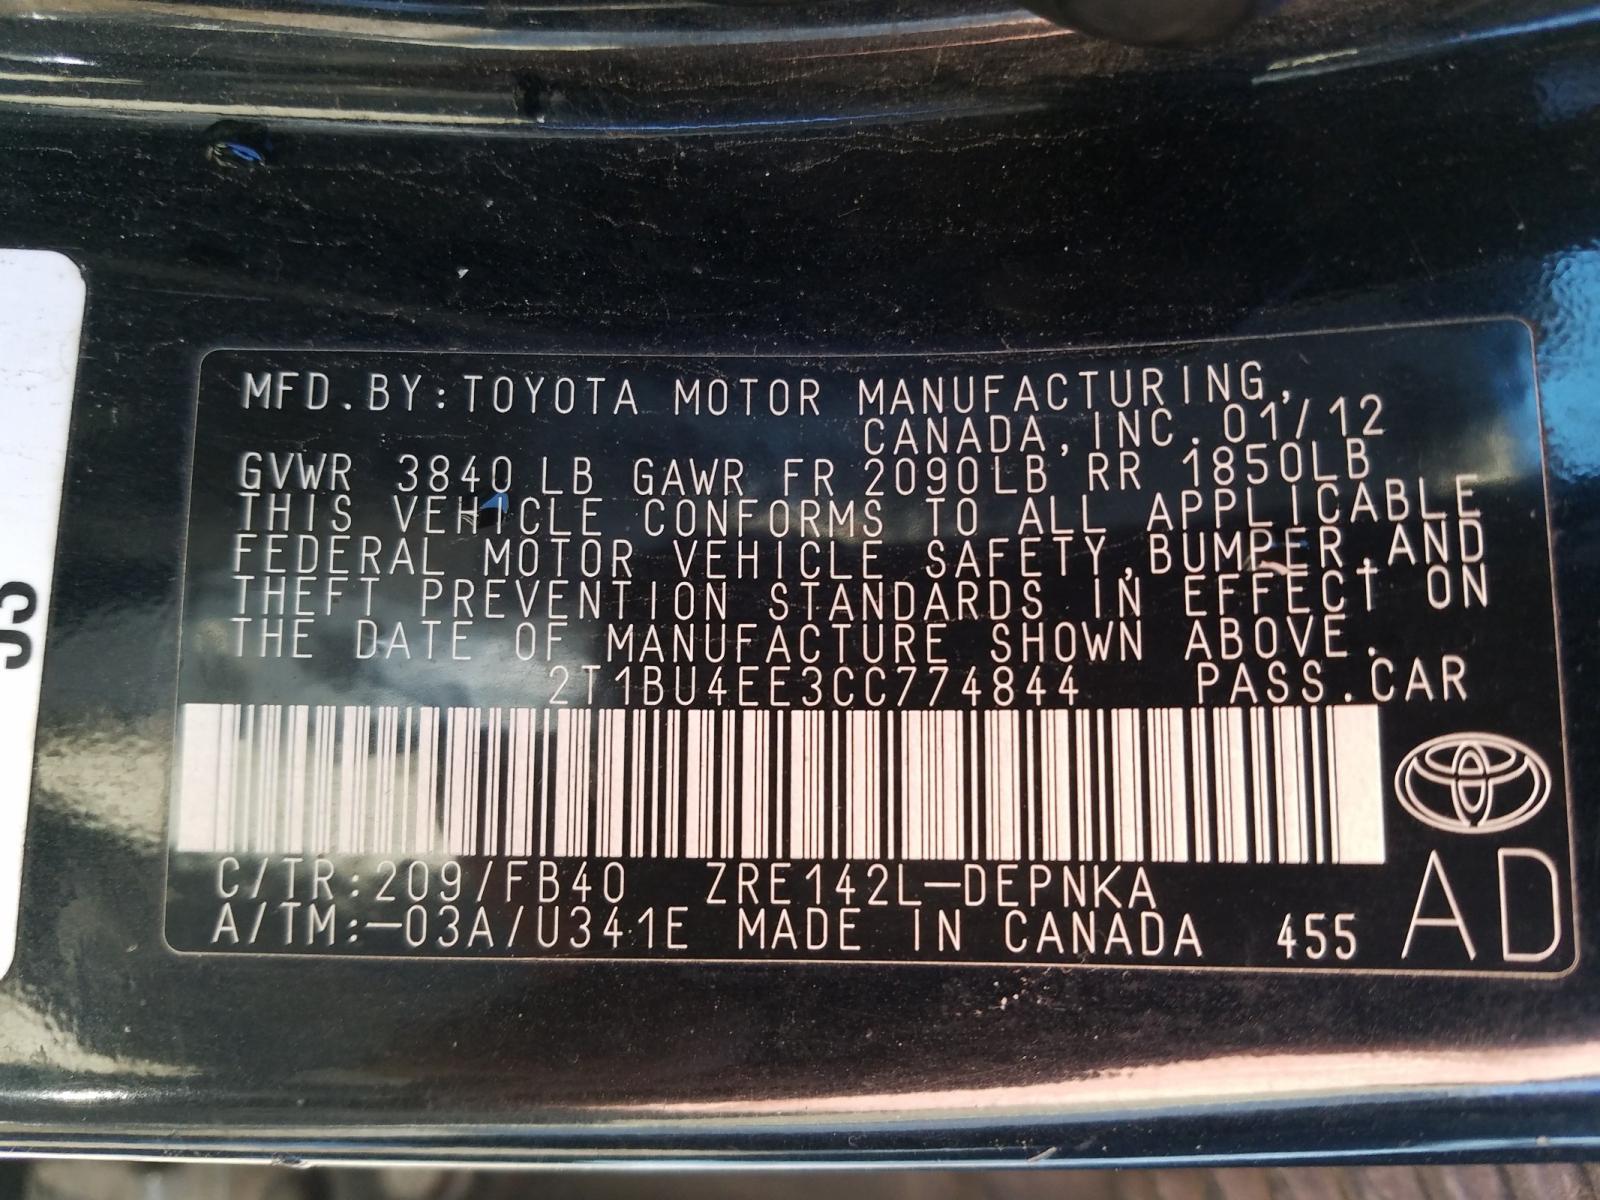 MFD.BY:TOYOTA MOTOR MANUFACTURING,
CANADA,INC.01/12
GVWR 3840 LB GAWR FR 2090LB RR 1850LB
THIS VEHICLE CONFORMS TO ALL APPLICABLE
FEDERAL MOTOR VEHICLE SAFETY,BUMPER,AND
THEFT PREVENTION STANDARDS IN EFFECT ON
THE DATE OF MANUFACTURE SHOWN ABOVE.
2T1BU4EE3CC774844 PASS.CAR
C/TR:209/FB40 ZRE142L-DEPNKA
A/TM:-03A/U341E MADE IN CANADA 455
AD